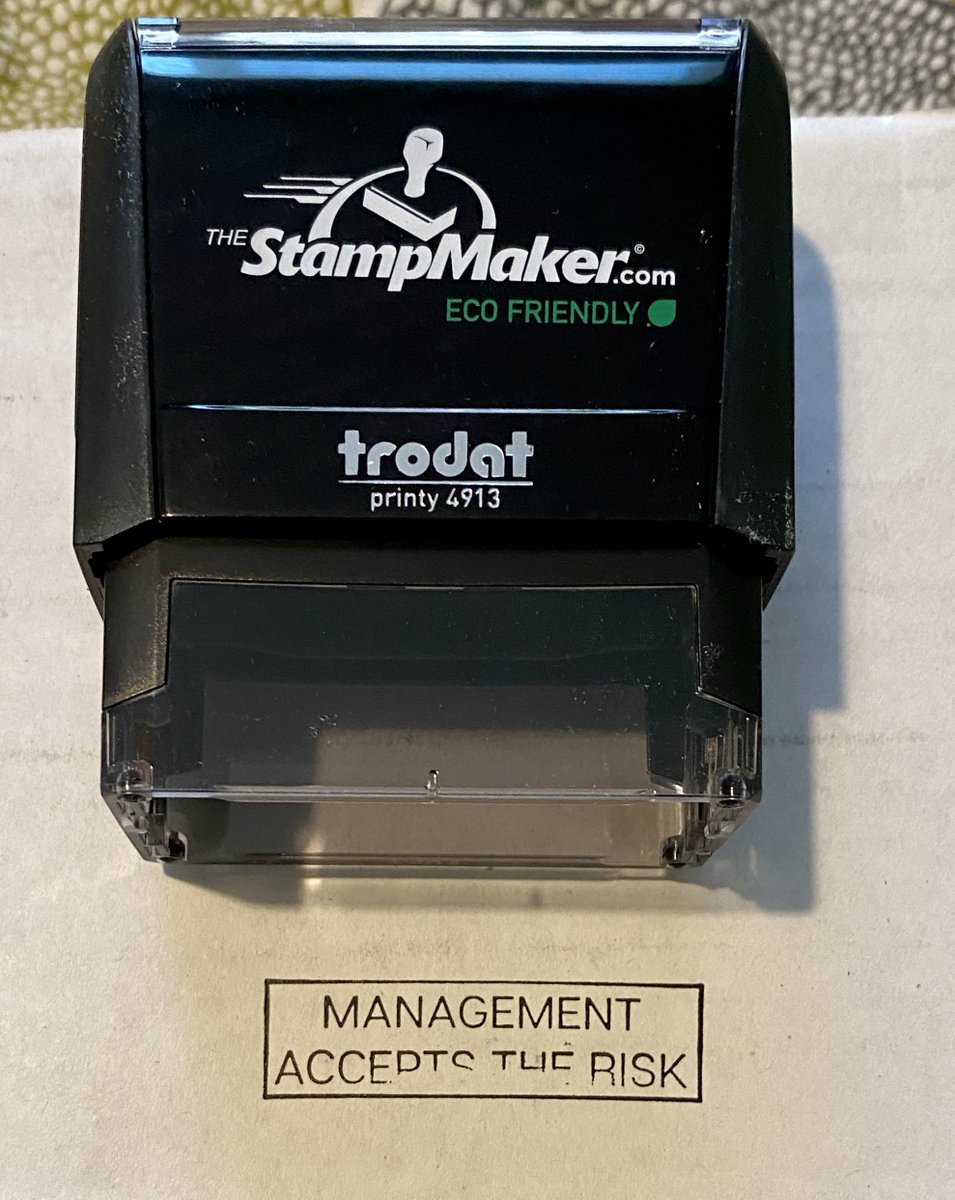 THE StampMaker©.com
ECO FRIENDLY
trodat
printy 4913
MANAGEMENT
ACCEPTS THE RISK